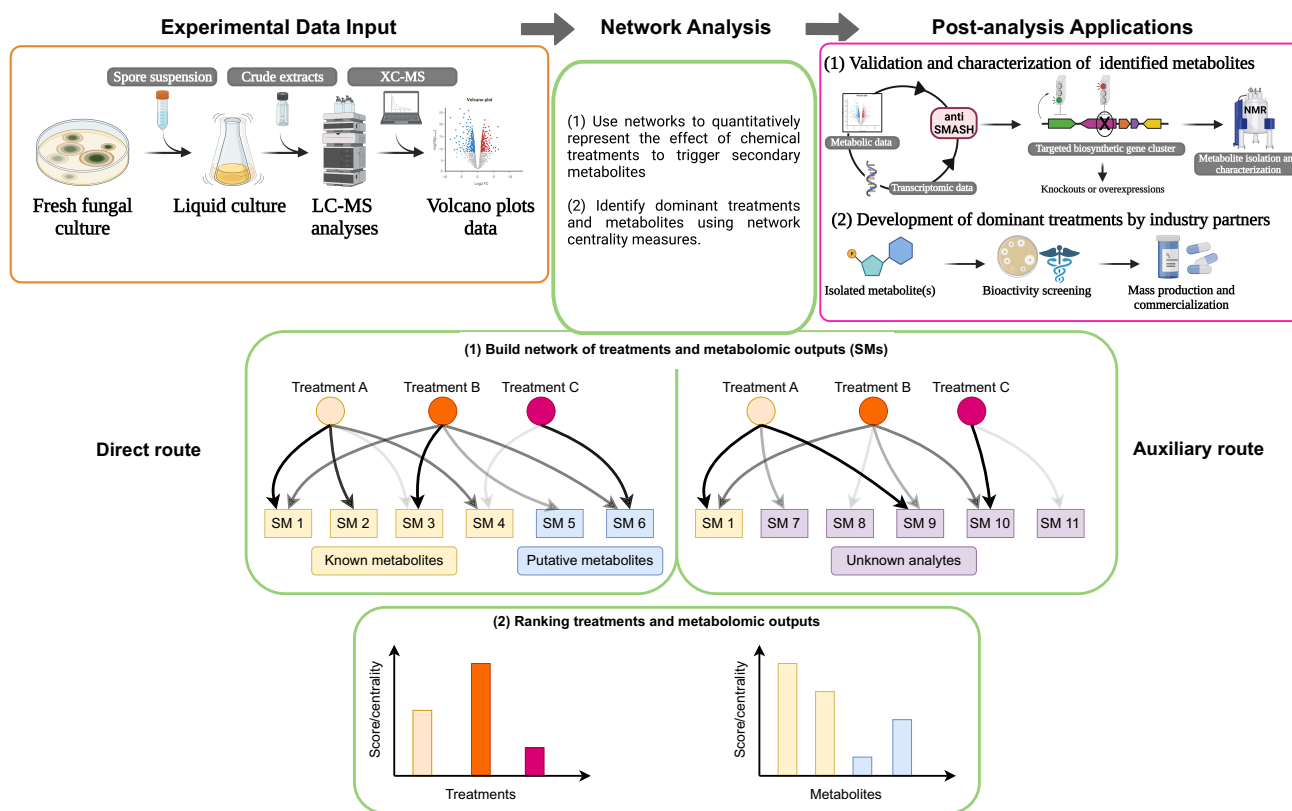 Experimental Data Input
Network Analysis
Post-analysis Applications
Spore suspension
Crude extracts
XC-MS
Volcano plot
Log2 FC
Fresh fungal
culture
Liquid culture
LC-MS
analyses
Volcano plots
data
(1) Use networks to quantitatively
represent the effect of chemical
treatments to trigger secondary
metabolites
(2) Identify dominant treatments
and metabolites using network
centrality measures.
(1) Validation and characterization of identified metabolites
Metabolic data
anti
SMASH
Transcriptomic data
X
Targeted biosynthetic gene cluster
Knockouts or overexpressions
NMR
Metabolite isolation and
characterization
(2) Development of dominant treatments by industry partners
P
Isolated metabolite(s)
Bioactivity screening
Mass production and
commercialization
(1) Build network of treatments and metabolomic outputs (SMs)
Direct route
Treatment A
Treatment B
Treatment C
SM 1
SM 2
SM 3
SM 4
SM 5
SM 6
Known metabolites
Putative metabolites
Auxiliary route
Treatment A
Treatment B
Treatment C
SM 1
SM 7
SM 8
SM 9
SM 10
SM 11
Unknown analytes
(2) Ranking treatments and metabolomic outputs
Score/centrality
Treatments
Score/centrality
Metabolites